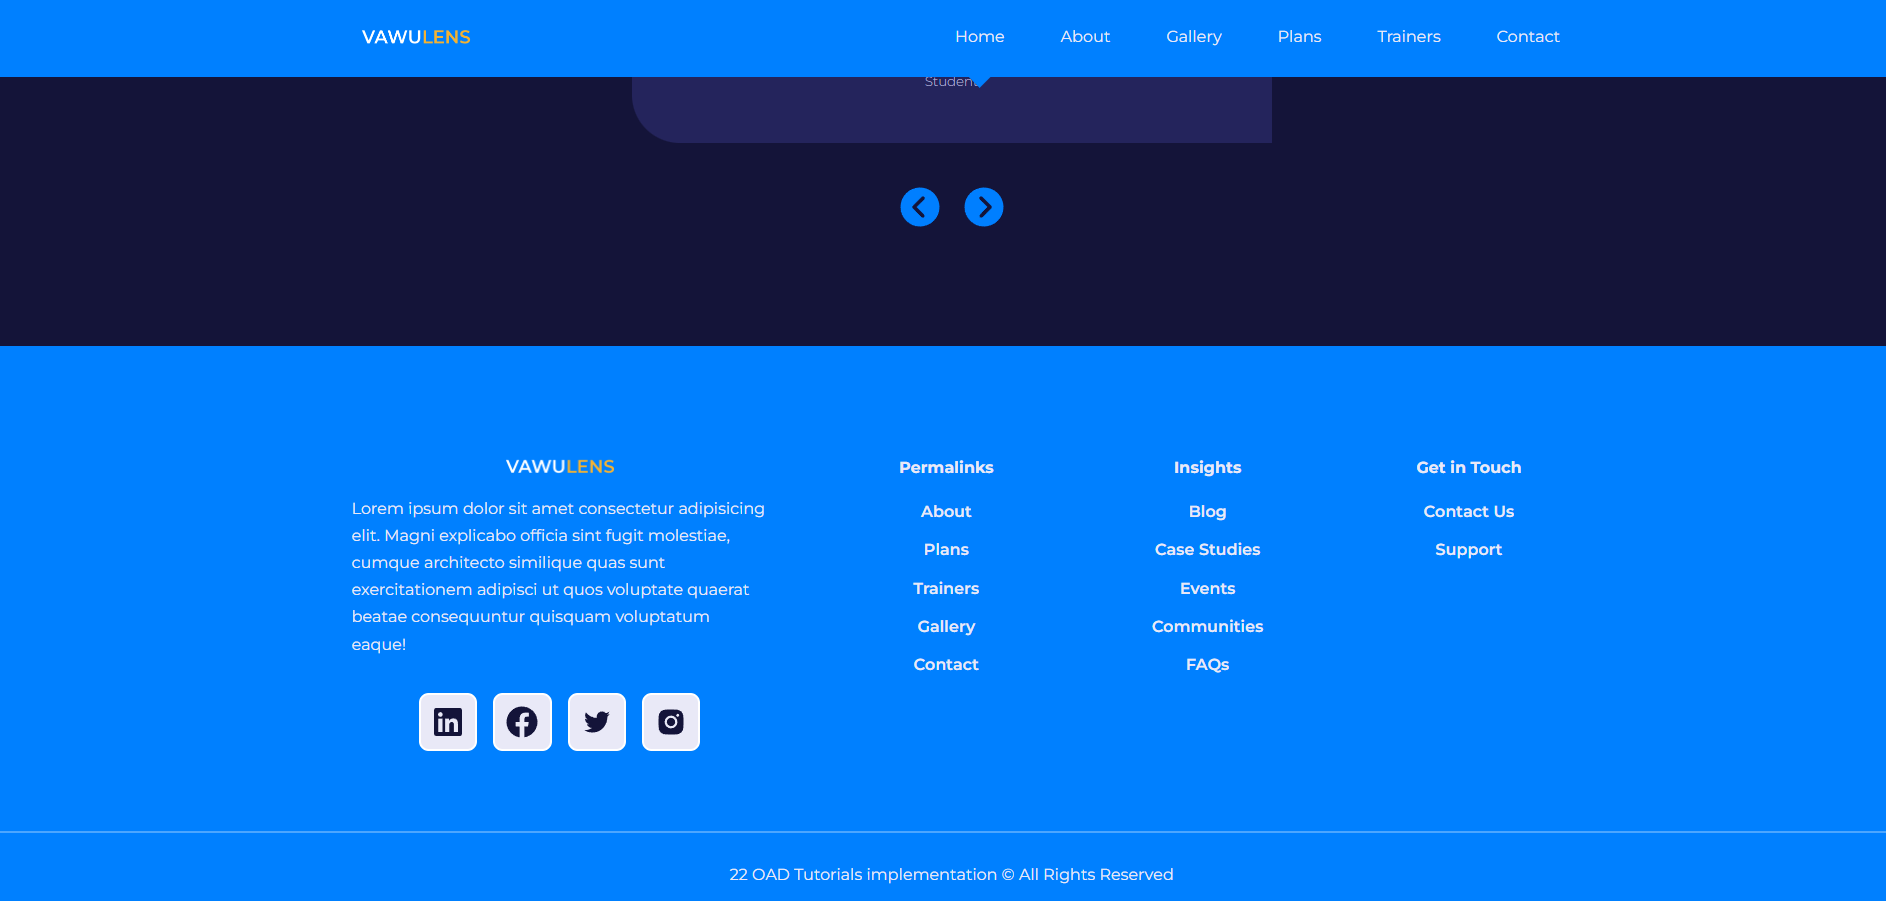 VAWULENS
Home About Gallery Plans Trainers Contact
Student
VAWULENS
Lorem ipsum dolor sit amet consectetur adipisicing
elit. Magni explicabo officia sint fugit molestiae,
cumque architecto similique quas sunt
exercitationem adipisci ut quos voluptate quaerat
beatae consequuntur quisquam voluptatum
eaque!
Permalinks
About
Plans
Trainers
Gallery
Contact
Insights
Blog
Case Studies
Events
Communities
FAQs
Get in Touch
Contact Us
Support
22 OAD Tutorials implementation © All Rights Reserved